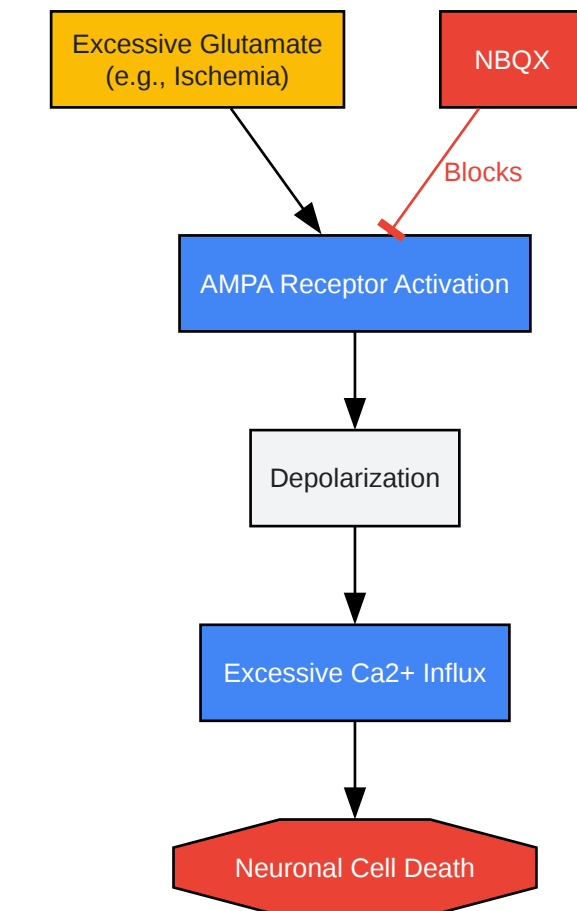 Excessive Glutamate
(e.g., Ischemia)
NBQX
Blocks
AMPA Receptor Activation
Depolarization
Excessive Ca2+ Influx
Neuronal Cell Death